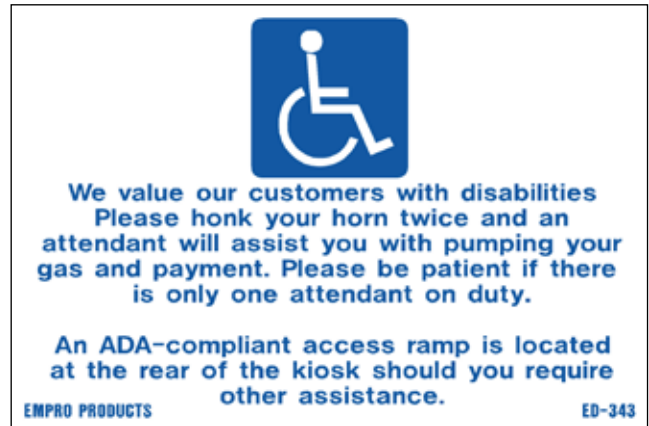 We value our customers with disabilities
Please honk your horn twice and an
attendant will assist you with pumping your
gas and payment. Please be patient if there
is only one attendant on duty.
An ADA-compliant access ramp is located
at the rear of the kiosk should you require
other assistance.
EMPRO PRODUCTS
ED-343